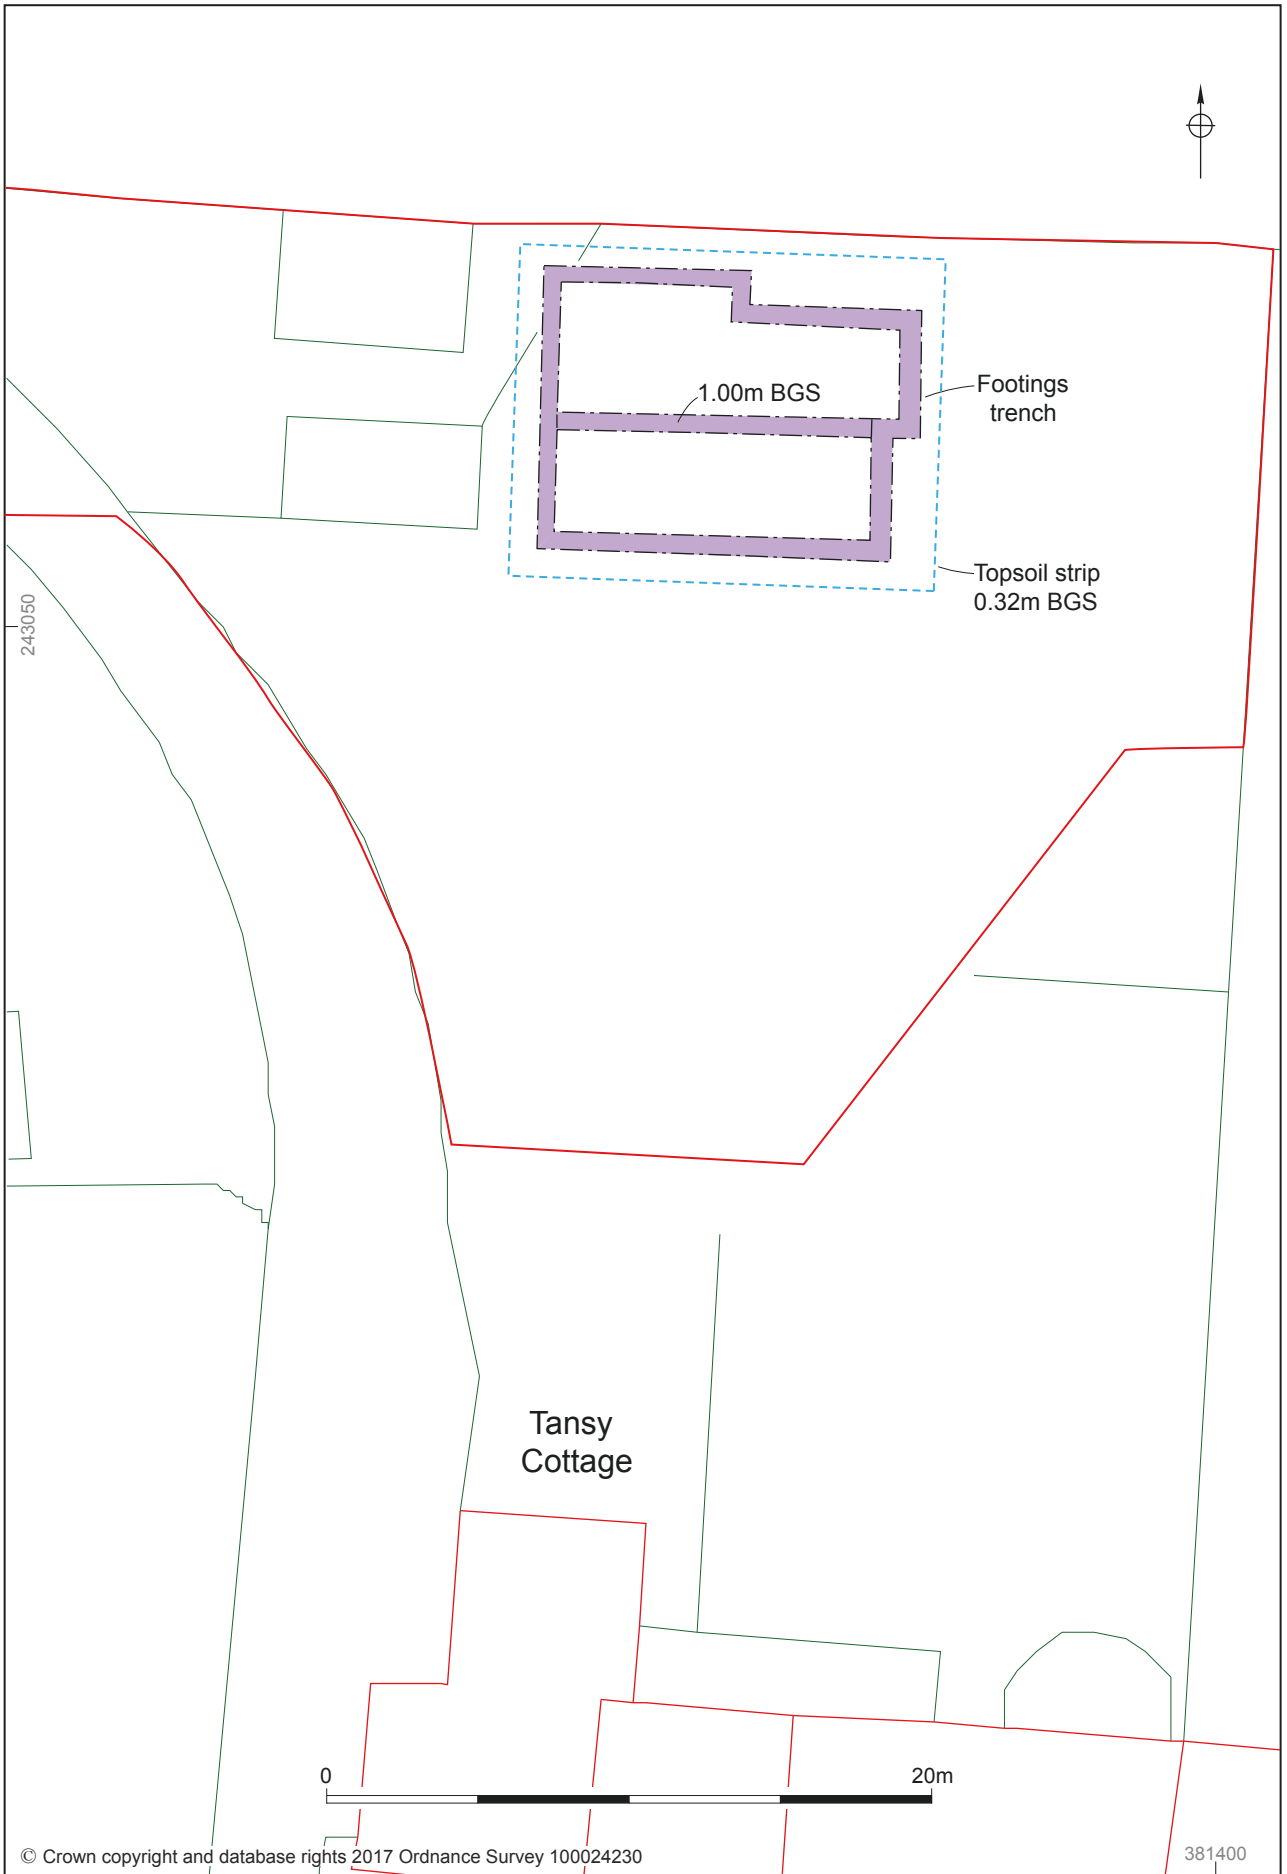 1.00m BGS
Footings
trench
Topsoil strip
0.32m BGS
243050
Tansy
Cottage
0
20m
© Crown copyright and database rights 2017 Ordnance Survey 100024230
381400